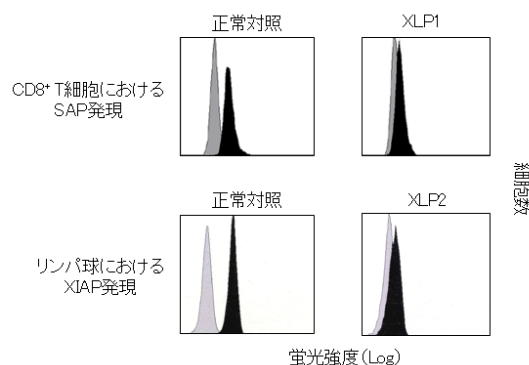 正常対照
XLP1
CD8⁺ T細胞における
SAP発現
細胞数
正常対照
XLP2
リンパ球における
XIAP発現
蛍光強度(Log)